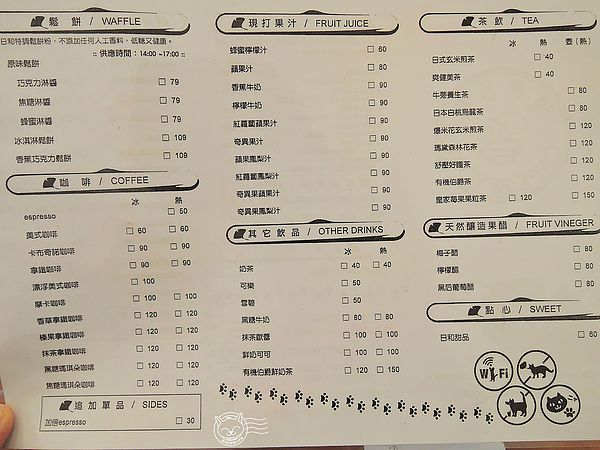 鬆 餅 / WAFFLE
日和特調鬆餅粉，不添加任何人工香料，低糖又健康。
:: 供應時間：14:00 ~17:00 ::
原味鬆餅
巧克力淋醬 □ 79
焦糖淋醬 □ 79
蜂蜜淋醬 □ 79
冰淇淋鬆餅 □ 109
香蕉巧克力鬆餅 □ 109
咖 啡 / COFFEE
冰 熱
espresso □ 50
美式咖啡 □ 60 □ 60
卡布奇諾咖啡 □ 90 □ 90
拿鐵咖啡 □ 90 □ 90
漂浮美式咖啡 □ 100
摩卡咖啡 □ 100 □ 100
香草拿鐵咖啡 □ 120 □ 120
榛果拿鐵咖啡 □ 120 □ 120
抹茶拿鐵咖啡 □ 120 □ 120
黑糖瑪琪朵咖啡 □ 120 □ 120
焦糖瑪琪朵咖啡 □ 120 □ 120
追 加 單 品 / SIDES
加倍espresso □ 30
現 打 果 汁 / FRUIT JUICE
蜂蜜檸檬汁 □ 60
蘋果汁 □ 80
香蕉牛奶 □ 90
檸檬牛奶 □ 90
紅蘿蔔蘋果汁 □ 90
奇異果汁 □ 90
蘋果鳳梨汁 □ 90
紅蘿蔔鳳梨汁 □ 90
奇異果蘋果汁 □ 90
奇異果鳳梨汁 □ 90
其 它 飲 品 / OTHER DRINKS
冰 熱
奶茶 □ 40 □ 40
可樂 □ 50
雪碧 □ 50
黑糖牛奶 □ 80 □ 80
抹茶歐蕾 □ 100 □ 100
鮮奶可可 □ 100 □ 100
有機伯爵鮮奶茶 □ 120 □ 150
茶 飲 / TEA
冰 熱 壺（熱）
日式玄米煎茶 □ 40
爽健美茶 □ 40
牛蒡養生茶 □ 80
日本白桃烏龍茶 □ 80
爆米花玄米煎茶 □ 120
瑪黛森林花茶 □ 120
舒壓好眠茶 □ 120
有機伯爵茶 □ 120
皇家莓果果粒茶 □ 120 □ 150
天然釀造果醋 / FRUIT VINEGER
梅子醋 □ 80
檸檬醋 □ 80
黑后葡萄醋 □ 80
點 心 / SWEET
日和甜品 □ 60
Wi Fi